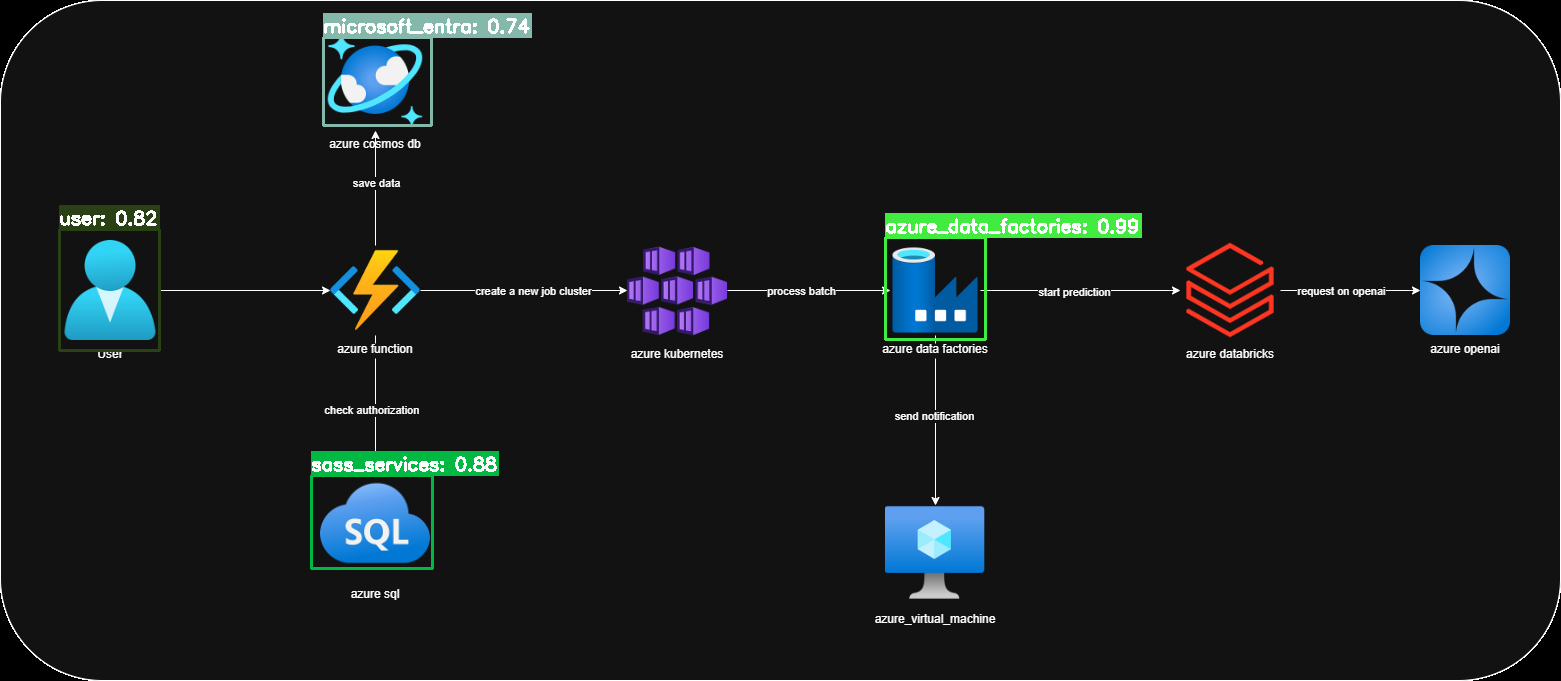 microsoft_entra: 0.74
azure cosmos db
save data
user: 0.82
User
azure function
create a new job cluster
azure kubernetes
process batch
azure_data_factories: 0.99
azure data factories
start prediction
azure databricks
request on openai
azure openai
check authorization
send notification
sass_services: 0.88
SQL
azure sql
azure_virtual_machine